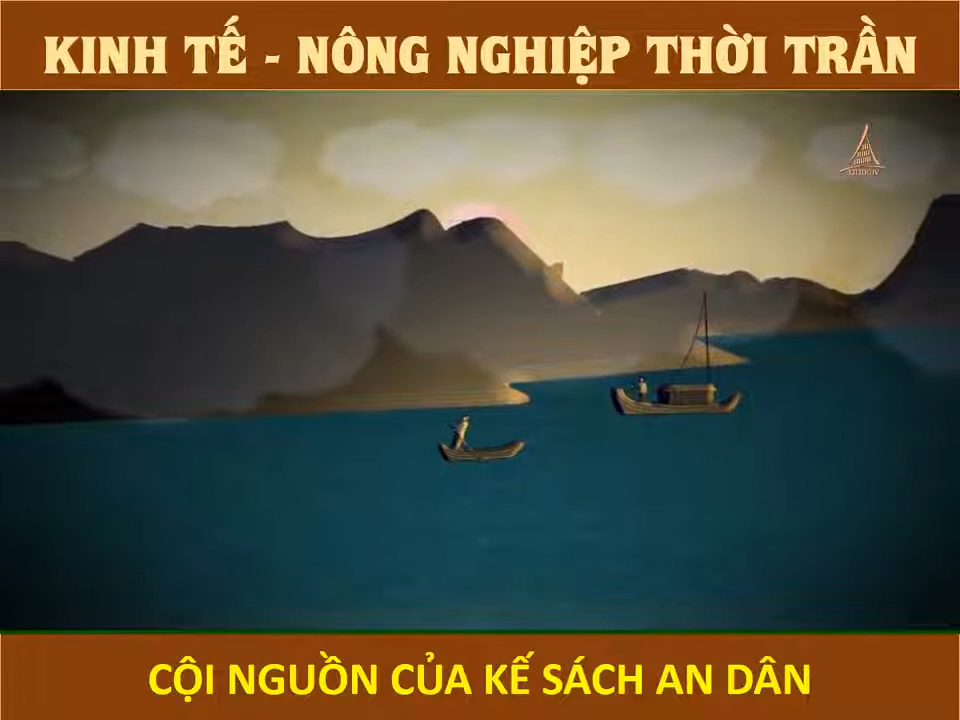 KINH TẾ - NÔNG NGHIỆP THỜI TRẦN
CỘI NGUỒN CỦA KẾ SÁCH AN DÂN